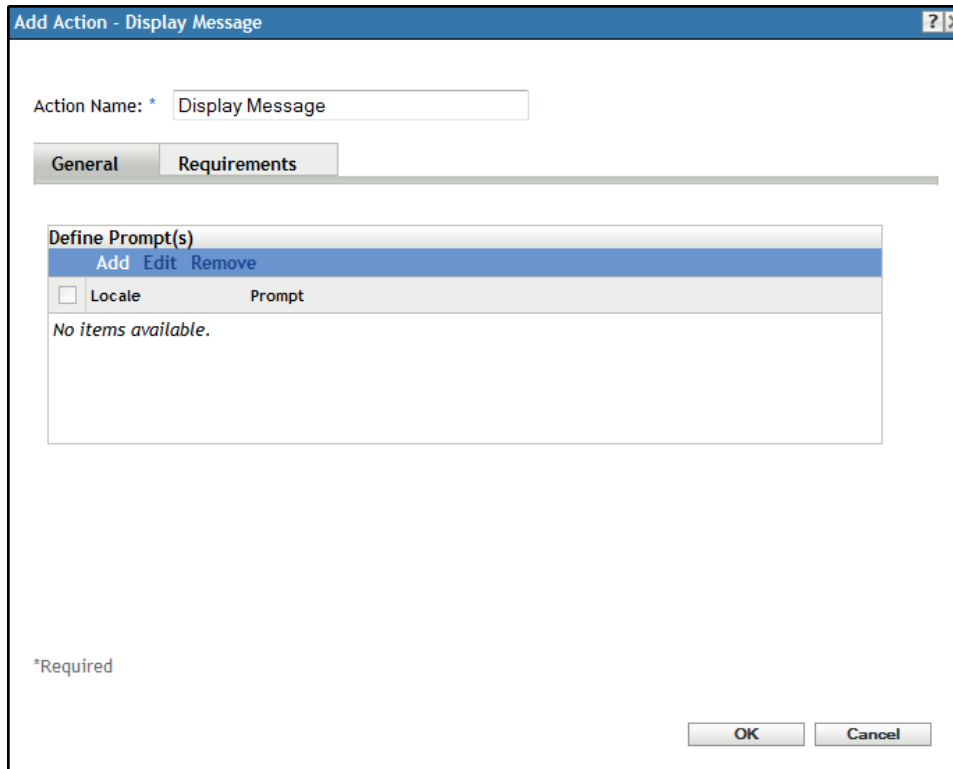 Add Action - Display Message ?
Action Name: * Display Message
General Requirements
Define Prompt(s)
Add Edit Remove
Locale Prompt
No items available.
*Required
OK Cancel